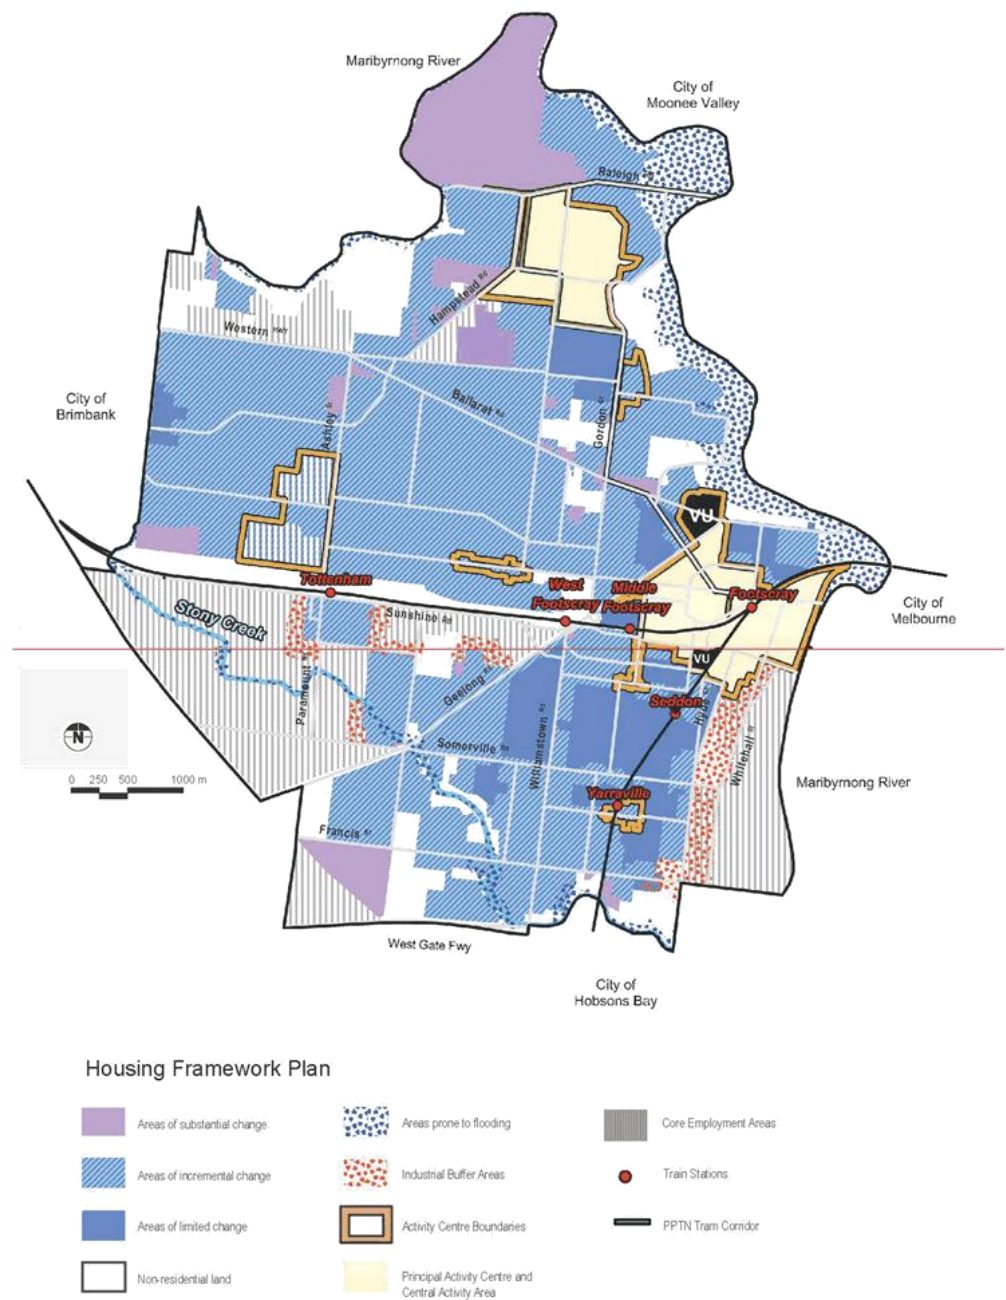 Maribyrnong River
City of
Moonee Valley
Raleigh Rd
Hampstead Rd
Western HWY
City of
Brimbank
Ballarat Rd
Ashley St
Gordon St
VU
Tottenham
West
Footscray
Middle
Footscray
Footscray
Sunshine Rd
Stony Creek
City of
Melbourne
VU
Geelong
Paramount Rd
Seddon
Hyde St
Williamstown Rd
Somerville Rd
Whitehall St
N
0 250 500 1000 m
Maribyrnong River
Yarraville
Francis St
West Gate Fwy
City of
Hobsons Bay
Housing Framework Plan
Areas of substantial change
Areas prone to flooding
Core Employment Areas
Areas of incremental change
Industrial Buffer Areas
Train Stations
Areas of limited change
Activity Centre Boundaries
PPTN Tram Corridor
Non-residential land
Principal Activity Centre and
Central Activity Area